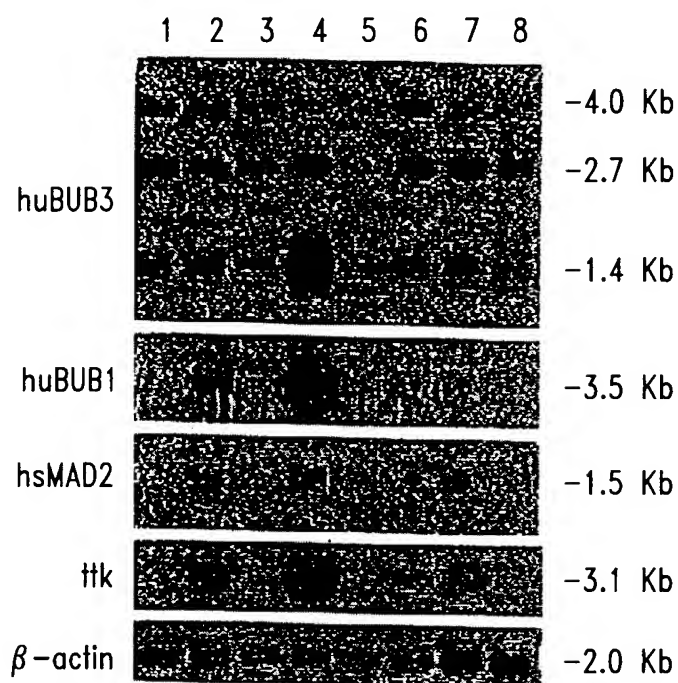 1 2 3 4 5 6 7 8
-4.0 Kb
-2.7 Kb
huBUB3
-1.4 Kb
huBUB1 -3.5 Kb
hsMAD2 -1.5 Kb
ttk -3.1 Kb
β-actin -2.0 Kb